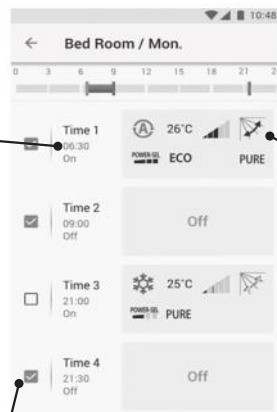 10:48
Bed Room / Mon.
0 3 6 9 12 15 18 21 2
Time 1
06:30
On
A 26°C
POWER-SEL ECO PURE
Time 2
09:00
Off
Off
Time 3
21:00
On
25°C
POWER-SEL PURE
Time 4
21:30
Off
Off